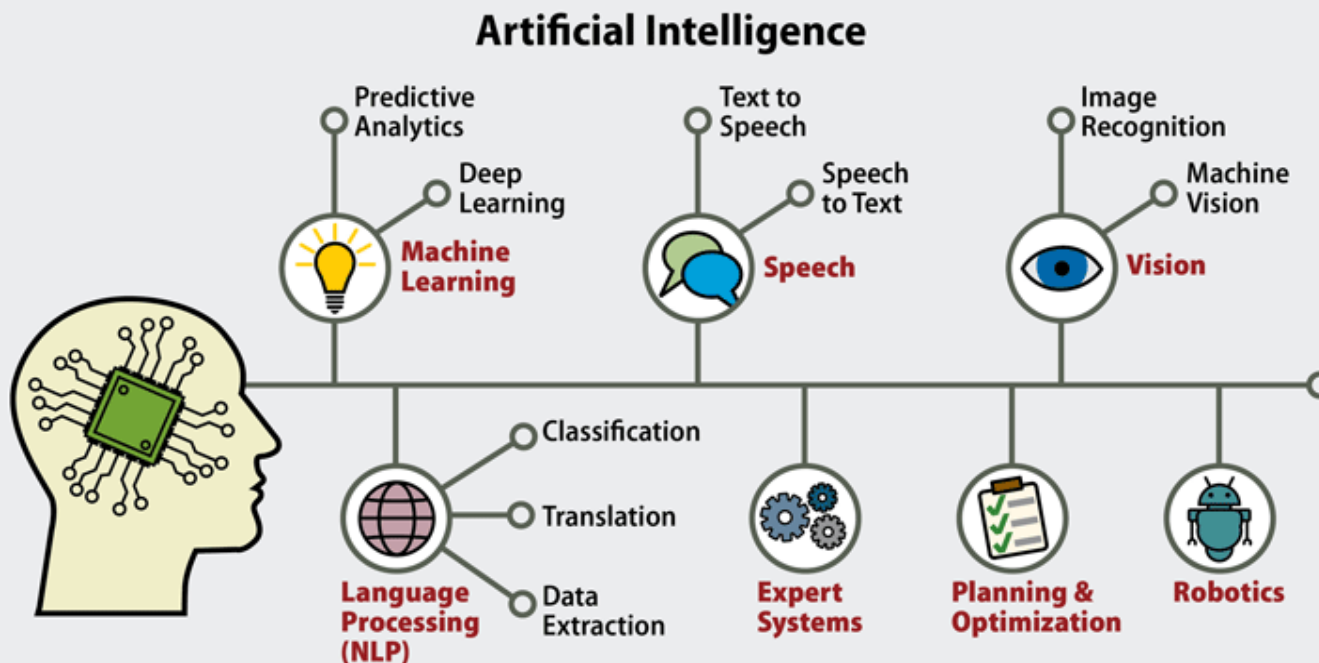 Artificial Intelligence
Predictive
Analytics
Deep
Learning
Machine
Learning
Text to
Speech
Speech
to Text
Speech
Image
Recognition
Machine
Vision
Vision
Classification
Translation
Data
Extraction
Language
Processing
(NLP)
Expert
Systems
Planning &
Optimization
Robotics